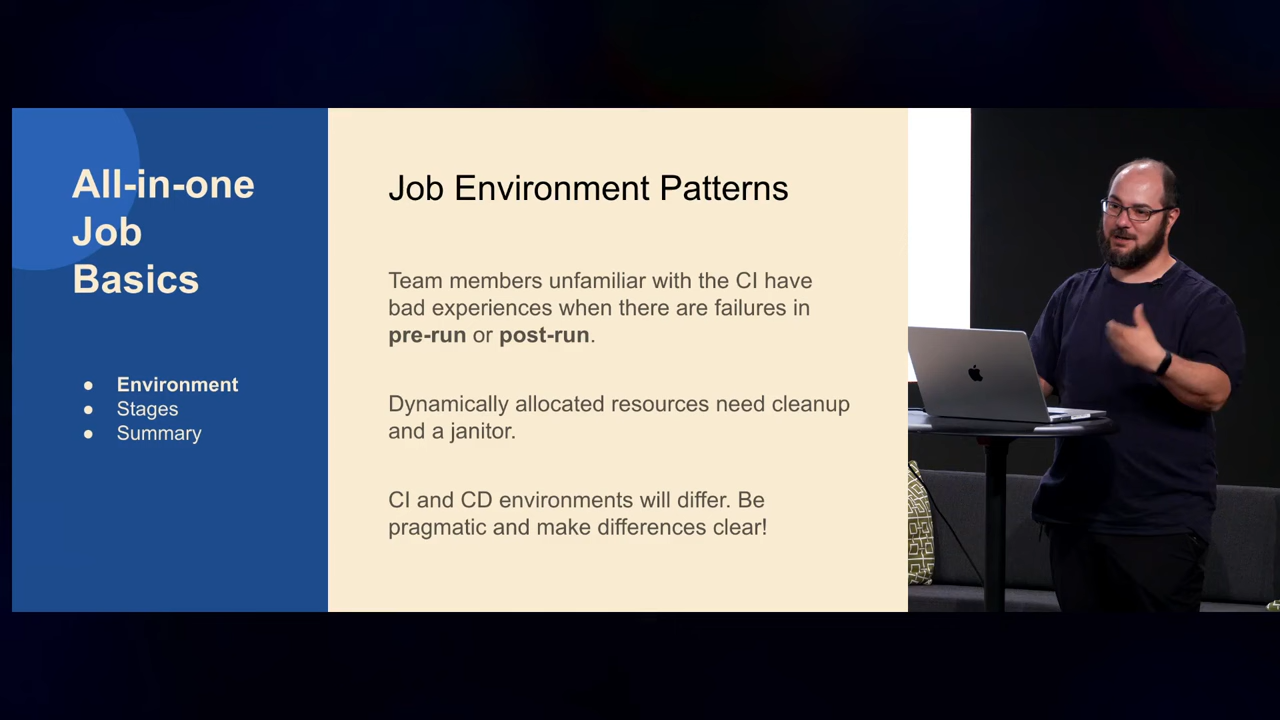 All-in-one
Job
Basics
● Environment
● Stages
● Summary
Job Environment Patterns
Team members unfamiliar with the CI have
bad experiences when there are failures in
pre-run or post-run.
Dynamically allocated resources need cleanup
and a janitor.
CI and CD environments will differ. Be
pragmatic and make differences clear!